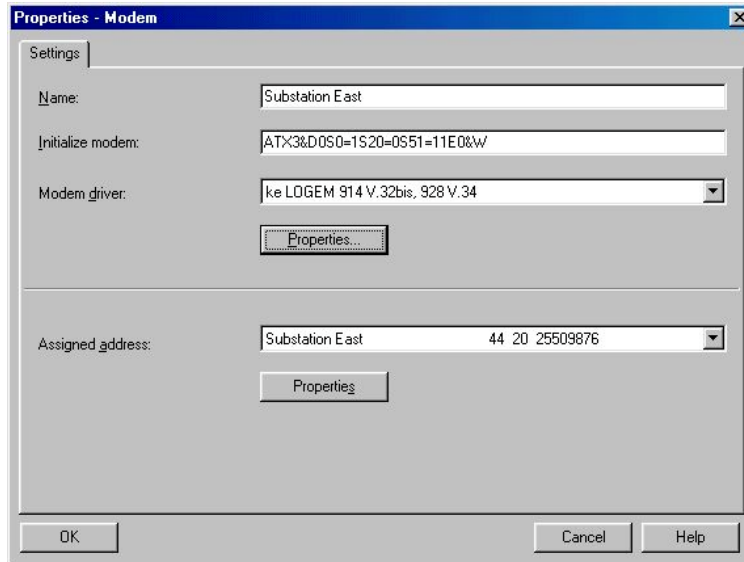 Properties - Modem
Settings
Name: Substation East
Initialize modem: ATX3&D0S0=1S20=0S51=11E0&W
Modem driver: ke LOGEM 914 V.32bis, 928 V.34
Properties...
Assigned address: Substation East 44 20 25509876
Properties
OK Cancel Help